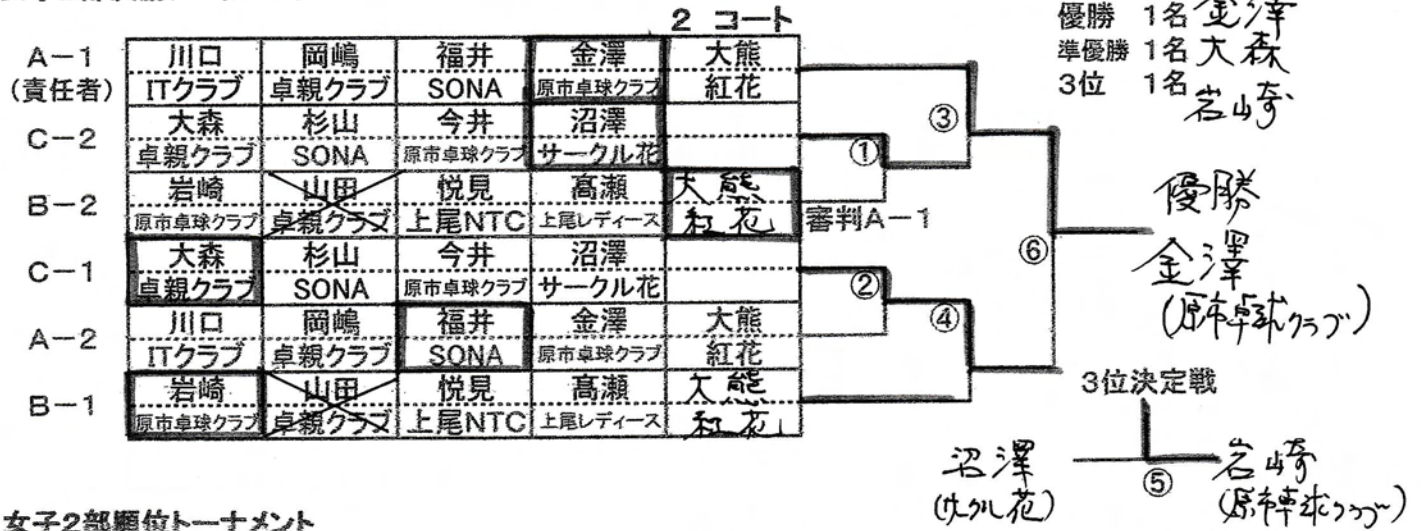 2 コート
優勝 1名 金澤
準優勝 1名 大森
3位 1名 岩崎
A-1 川口 岡嶋 福井 金澤 大熊
(責任者) ITクラブ 卓親クラブ SONA 原市卓球クラブ 紅花
C-2 大森 杉山 今井 沼澤
卓親クラブ SONA 原市卓球クラブ サークル花
B-2 岩崎 山田 悦見 髙瀬 大熊
原市卓球クラブ 卓親クラブ 上尾NTC 上尾レディース 紅花
審判A-1
C-1 大森 杉山 今井 沼澤
卓親クラブ SONA 原市卓球クラブ サークル花
A-2 川口 岡嶋 福井 金澤 大熊
ITクラブ 卓親クラブ SONA 原市卓球クラブ 紅花
B-1 岩崎 山田 悦見 髙瀬 大熊
原市卓球クラブ 卓親クラブ 上尾NTC 上尾レディース 紅花
③
①
②
④
⑥
優勝
金澤
(原市卓球クラブ)
3位決定戦
沼澤
(サークル花)
⑤
岩崎
(原市卓球クラブ)
女子2部順位トーナメント